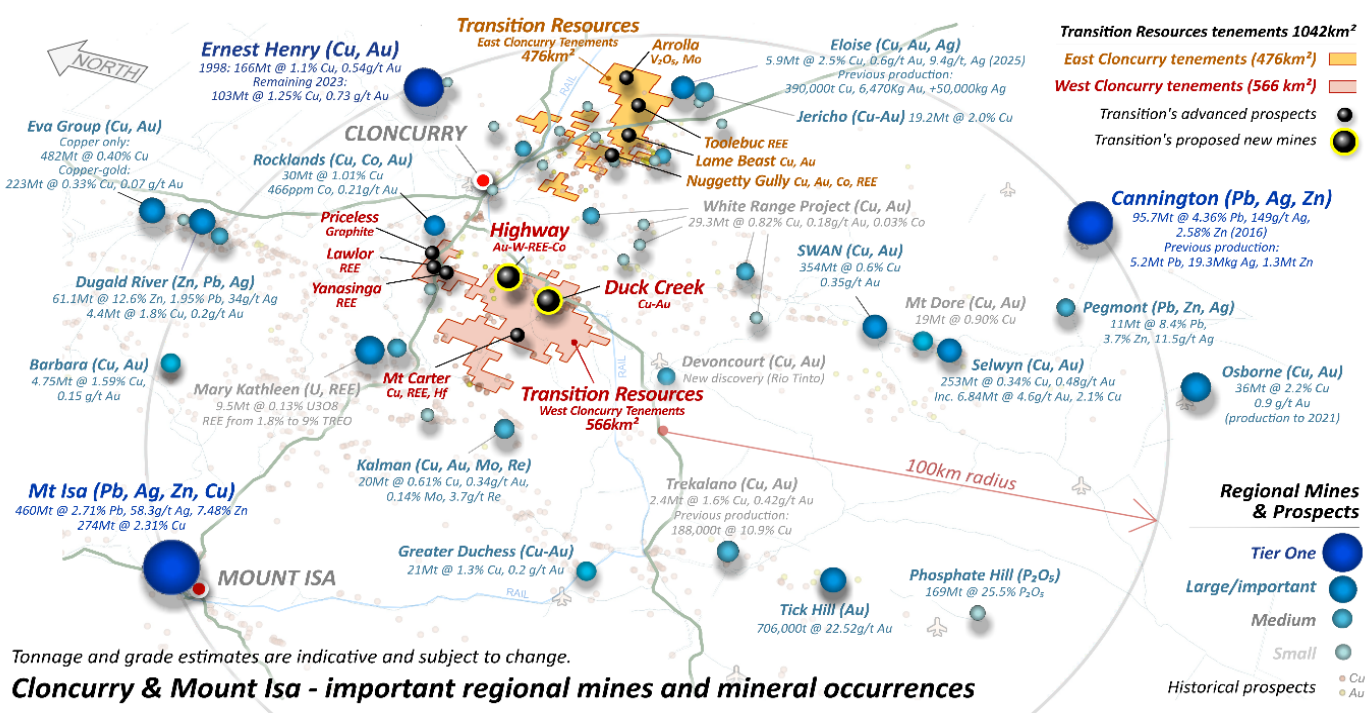 Transition Resources
East Cloncurry Tenements
476km²
Arrolla
V₂O₅, Mo
Toolebuc REE
Lame Beast Cu, Au
Nuggetty Gully Cu, Au, Co, REE
Eloise (Cu, Au, Ag)
5.9Mt @ 2.5% Cu, 0.6g/t Au, 9.4g/t, Ag (2025)
Previous production:
390,000t Cu, 6,470Kg Au, +50,000kg Ag
Jericho (Cu-Au) 19.2Mt @ 2.0% Cu
Transition Resources tenements 1042km²
East Cloncurry tenements (476km²)
West Cloncurry tenements (566 km²)
Transition's advanced prospects
Transition's proposed new mines
NORTH
Ernest Henry (Cu, Au)
1998: 166Mt @ 1.1% Cu, 0.54g/t Au
Remaining 2023:
103Mt @ 1.25% Cu, 0.73 g/t Au
CLONCURRY
RAIL
Eva Group (Cu, Au)
Copper only:
482Mt @ 0.40% Cu
Copper-gold:
223Mt @ 0.33% Cu, 0.07 g/t Au
Rocklands (Cu, Co, Au)
30Mt @ 1.01% Cu
466ppm Co, 0.21g/t Au
Priceless
Graphite
Lawlor
REE
Yanasinga
REE
Highway
Au-W-REE-Co
Duck Creek
Cu-Au
White Range Project (Cu, Au)
29.3Mt @ 0.82% Cu, 0.18g/t Au, 0.03% Co
SWAN (Cu, Au)
354Mt @ 0.6% Cu
0.35g/t Au
Cannington (Pb, Ag, Zn)
95.7Mt @ 4.36% Pb, 149g/t Ag,
2.58% Zn (2016)
Previous production:
5.2Mt Pb, 19.3Mkg Ag, 1.3Mt Zn
Dugald River (Zn, Pb, Ag)
61.1Mt @ 12.6% Zn, 1.95% Pb, 34g/t Ag
4.4Mt @ 1.8% Cu, 0.2g/t Au
Mt Dore (Cu, Au)
19Mt @ 0.90% Cu
Pegmont (Pb, Zn, Ag)
11Mt @ 8.4% Pb,
3.7% Zn, 11.5g/t Ag
Barbara (Cu, Au)
4.75Mt @ 1.59% Cu,
0.15 g/t Au
Mary Kathleen (U, REE)
9.5Mt @ 0.13% U3O8
REE from 1.8% to 9% TREO
Mt Carter
Cu, REE, Hf
RAIL
Transition Resources
West Cloncurry Tenements
566km²
Devoncourt (Cu, Au)
New discovery (Rio Tinto)
Selwyn (Cu, Au)
253Mt @ 0.34% Cu, 0.48g/t Au
Inc. 6.84Mt @ 4.6g/t Au, 2.1% Cu
Osborne (Cu, Au)
36Mt @ 2.2% Cu
0.9 g/t Au
(production to 2021)
Kalman (Cu, Au, Mo, Re)
20Mt @ 0.61% Cu, 0.34g/t Au,
0.14% Mo, 3.7g/t Re
100km radius
Trekalano (Cu, Au)
2.4Mt @ 1.6% Cu, 0.42g/t Au
Previous production:
188,000t @ 10.9% Cu
Mt Isa (Pb, Ag, Zn, Cu)
460Mt @ 2.71% Pb, 58.3g/t Ag, 7.48% Zn
274Mt @ 2.31% Cu
MOUNT ISA
Greater Duchess (Cu-Au)
21Mt @ 1.3% Cu, 0.2 g/t Au
RAIL
Tick Hill (Au)
706,000t @ 22.52g/t Au
Phosphate Hill (P₂O₅)
169Mt @ 25.5% P₂O₅
Regional Mines
& Prospects
Tier One
Large/important
Medium
Small
Historical prospects
Cu
Au
Tonnage and grade estimates are indicative and subject to change.
Cloncurry & Mount Isa - important regional mines and mineral occurrences